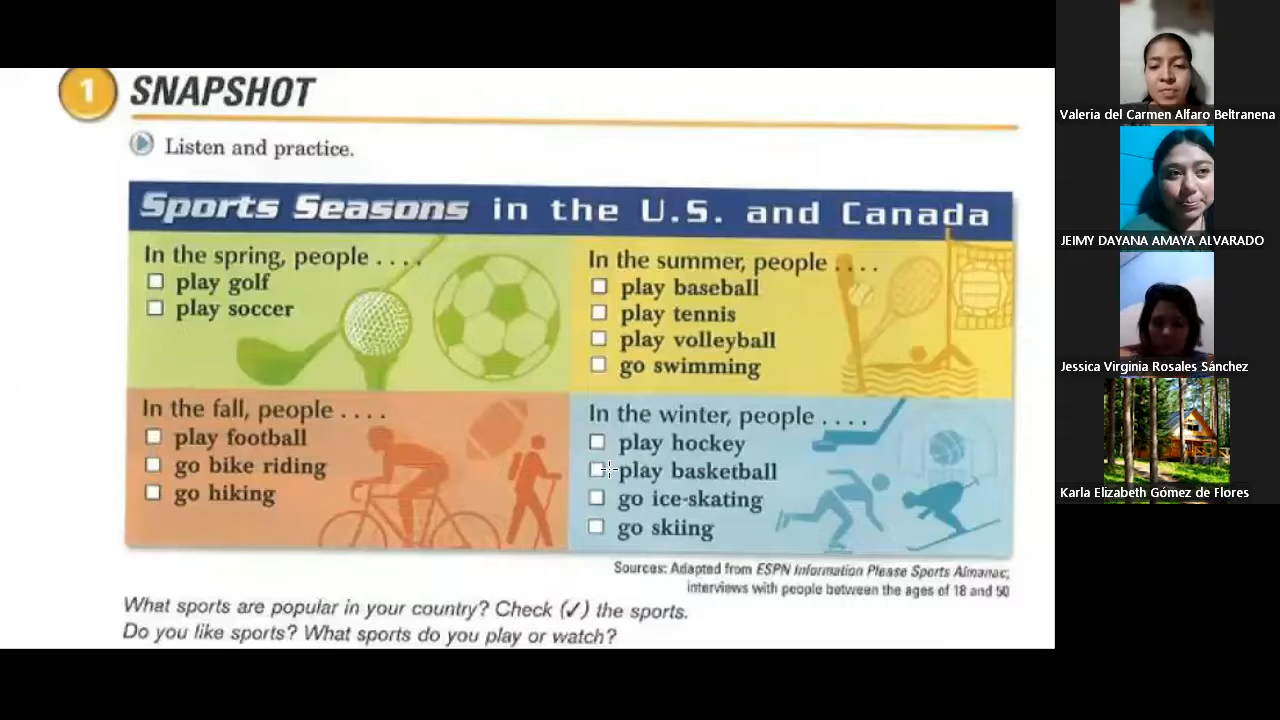 1 SNAPSHOT
Listen and practice.
Sports Seasons in the U.S. and Canada
In the spring, people . . . .
play golf
play soccer
In the summer, people . . . .
play baseball
play tennis
play volleyball
go swimming
In the fall, people . . . .
play football
go bike riding
go hiking
In the winter, people . . . .
play hockey
play basketball
go ice-skating
go skiing
Sources: Adapted from ESPN Information Please Sports Almanac;
interviews with people between the ages of 18 and 50
What sports are popular in your country? Check (✓) the sports.
Do you like sports? What sports do you play or watch?
Valeria del Carmen Alfaro Beltranena
JEIMY DAYANA AMAYA ALVARADO
Jessica Virginia Rosales Sánchez
Karla Elizabeth Gómez de Flores